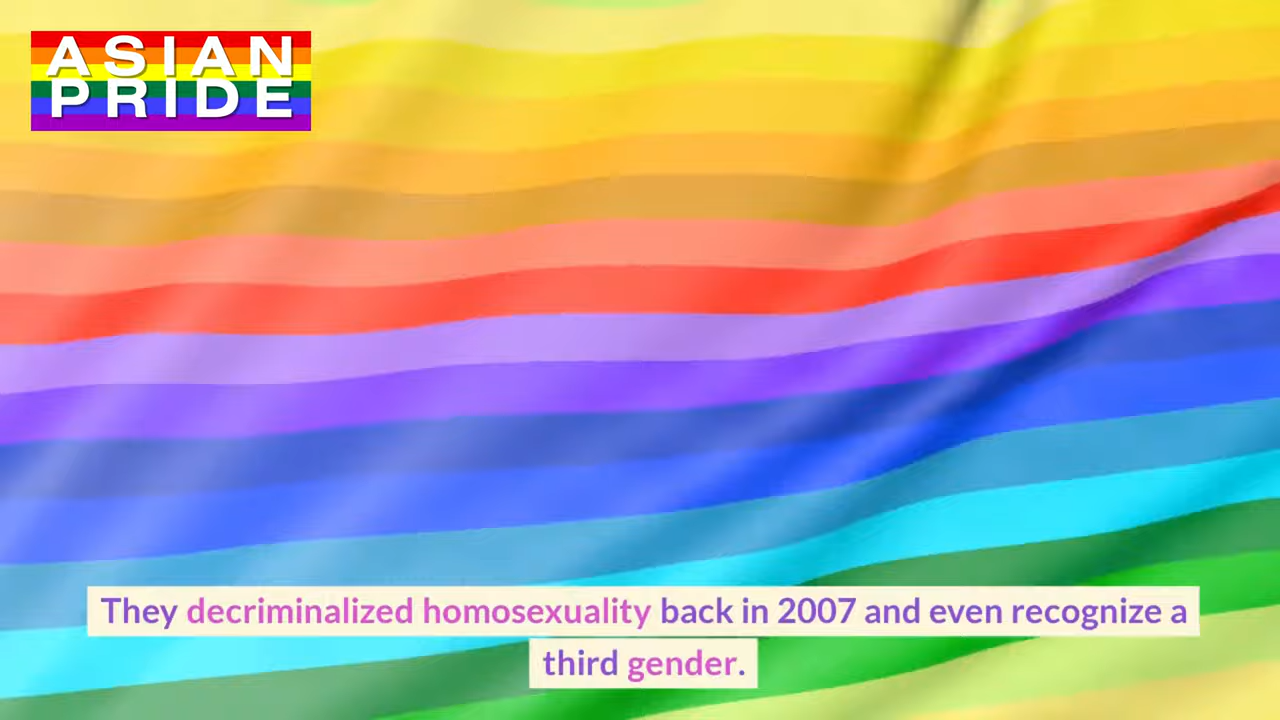 ASIAN
PRIDE
They decriminalized homosexuality back in 2007 and even recognize a
third gender.